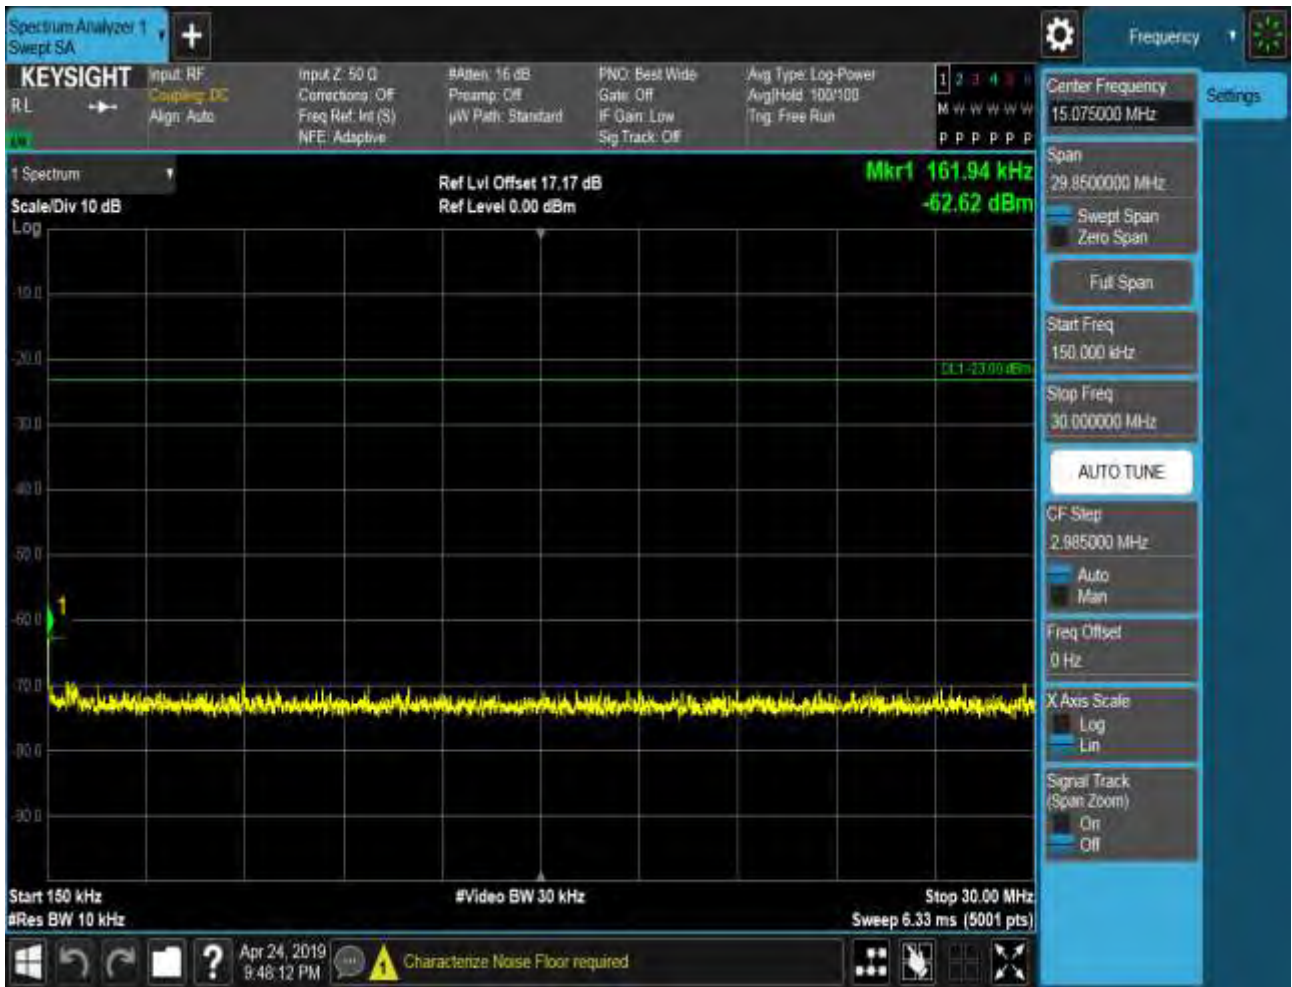 Spectrum Analyzer 1
Swept SA
Frequency
KEYSIGHT
R L
Input: RF
Coupling: DC
Align: Auto
Input Z: 50 Ω
Corrections: Off
Freq Ref: Int (S)
NFE: Adaptive
#Atten: 16 dB
Preamp: Off
µW Path: Standard
PNO: Best Wide
Gate: Off
IF Gain: Low
Sig Track: Off
Avg Type: Log-Power
Avg|Hold: 100/100
Trig: Free Run
1 2 3 4 5 6
M W W W W W
P P P P P P
1 Spectrum
Scale/Div 10 dB
Log
Ref Lvl Offset 17.17 dB
Ref Level 0.00 dBm
Mkr1 161.94 kHz
-62.62 dBm
-10.0
-20.0
DL1 -23.00 dBm
-30.0
-40.0
-50.0
1
-60.0
-70.0
-80.0
-90.0
Start 150 kHz
#Res BW 10 kHz
#Video BW 30 kHz
Stop 30.00 MHz
Sweep 6.33 ms (5001 pts)
Center Frequency
15.075000 MHz
Settings
Span
29.8500000 MHz
Swept Span
Zero Span
Full Span
Start Freq
150.000 kHz
Stop Freq
30.000000 MHz
AUTO TUNE
CF Step
2.985000 MHz
Auto
Man
Freq Offset
0 Hz
X Axis Scale
Log
Lin
Signal Track
(Span Zoom)
On
Off
?
Apr 24, 2019
9:48:12 PM
1
Characterize Noise Floor required